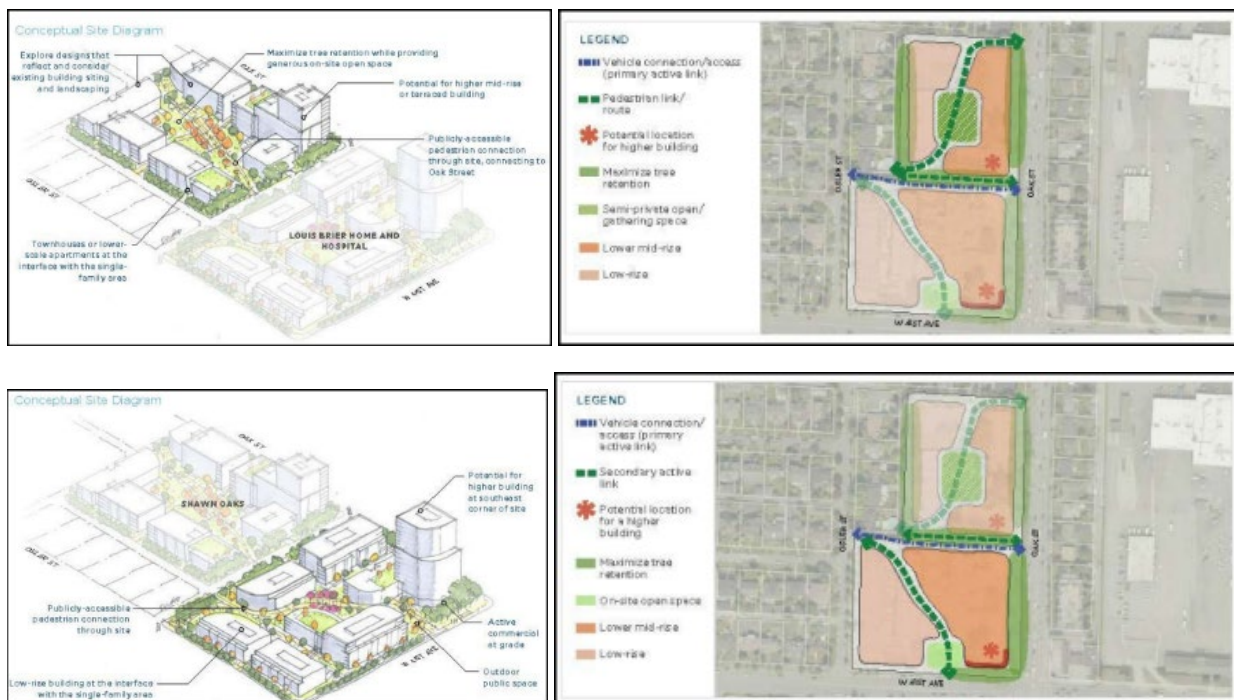 Conceptual Site Diagram
Explore designs that
reflect and consider
existing building siting
and landscaping
OAK ST
Maximize tree retention while providing
generous on-site open space
Potential for higher mid-rise
or terraced building
Publicly-accessible
pedestrian connection
through site, connecting to
Oak Street
OSLER ST
Townhouses or lower-
scale apartments at the
interface with the single-
family area
LOUIS BRIER HOME AND
HOSPITAL
W 41ST AVE
LEGEND
Vehicle connection/access
(primary active link)
Pedestrian link/
route
Potential location
for higher building
Maximize tree
retention
Semi-private open/
gathering space
Lower mid-rise
Low-rise
OSLER ST
OAK ST
W 41ST AVE
Conceptual Site Diagram
OAK ST
SHAWN OAKS
OSLER ST
Potential for
higher building
at southeast
corner of site
Publicly-accessible
pedestrian connection
through site
Active
commercial
at grade
W 41ST AVE
Outdoor
public space
Low-rise building at the interface
with the single-family area
LEGEND
Vehicle connection/
access (primary
active link)
Secondary active
link
Potential location
for a higher
building
Maximize tree
retention
On-site open space
Lower mid-rise
Low-rise
OSLER ST
OAK ST
W 41ST AVE